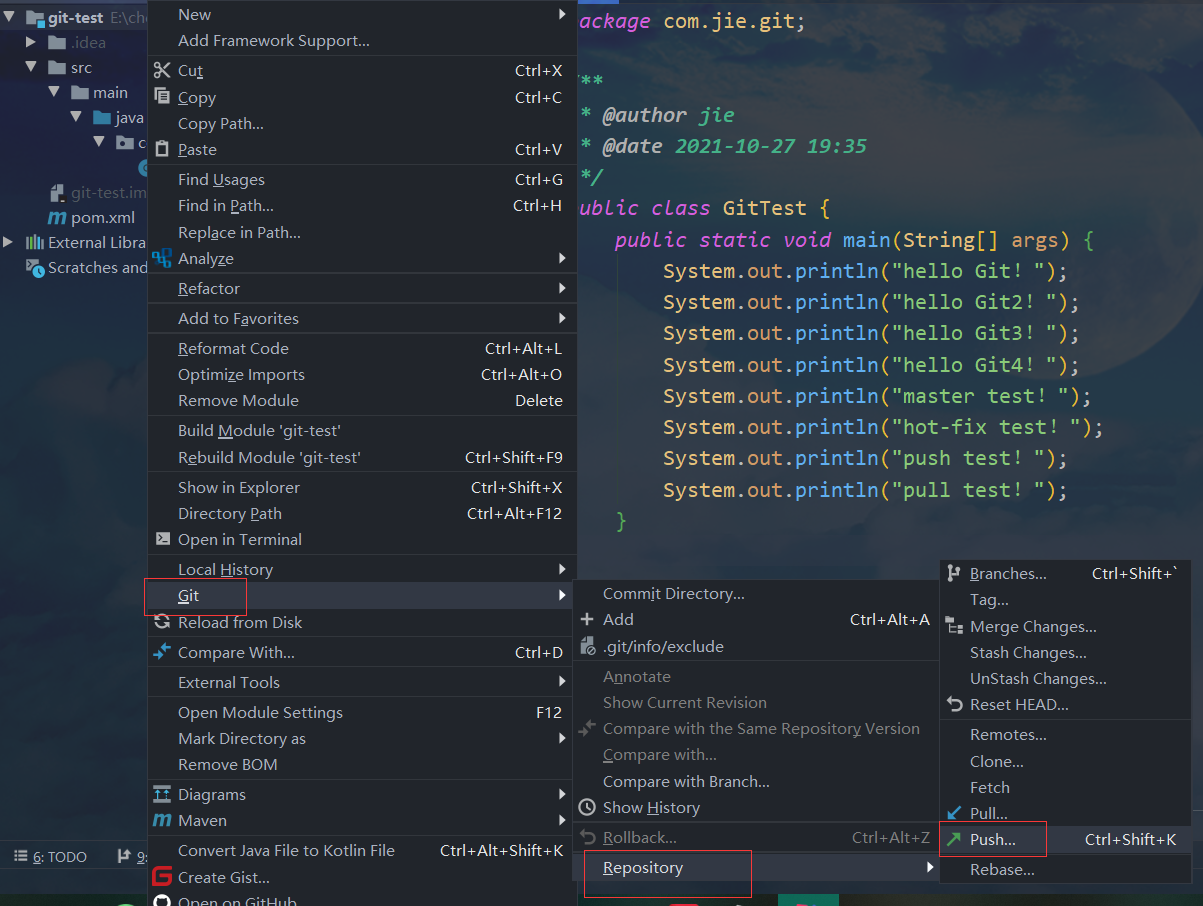 git-test E:\ch
.idea
src
main
java
c
git-test.im
pom.xml
External Libra
Scratches and
6: TODO
9:
New
Add Framework Support...
Cut Ctrl+X
Copy Ctrl+C
Copy Path...
Paste Ctrl+V
Find Usages Ctrl+G
Find in Path... Ctrl+H
Replace in Path...
Analyze
Refactor
Add to Favorites
Reformat Code Ctrl+Alt+L
Optimize Imports Ctrl+Alt+O
Remove Module Delete
Build Module 'git-test'
Rebuild Module 'git-test' Ctrl+Shift+F9
Show in Explorer Ctrl+Shift+X
Directory Path Ctrl+Alt+F12
Open in Terminal
Local History
Git
Reload from Disk
Compare With... Ctrl+D
External Tools
Open Module Settings F12
Mark Directory as
Remove BOM
Diagrams
Maven
Convert Java File to Kotlin File Ctrl+Alt+Shift+K
Create Gist...
Open on GitHub
ackage com.jie.git;
/**
* @author jie
* @date 2021-10-27 19:35
*/
ublic class GitTest {
public static void main(String[] args) {
System.out.println("hello Git! ");
System.out.println("hello Git2! ");
System.out.println("hello Git3! ");
System.out.println("hello Git4! ");
System.out.println("master test! ");
System.out.println("hot-fix test! ");
System.out.println("push test! ");
System.out.println("pull test! ");
}
Commit Directory...
Add Ctrl+Alt+A
.git/info/exclude
Annotate
Show Current Revision
Compare with the Same Repository Version
Compare with...
Compare with Branch...
Show History
Rollback... Ctrl+Alt+Z
Repository
Branches... Ctrl+Shift+`
Tag...
Merge Changes...
Stash Changes...
UnStash Changes...
Reset HEAD...
Remotes...
Clone...
Fetch
Pull...
Push... Ctrl+Shift+K
Rebase...